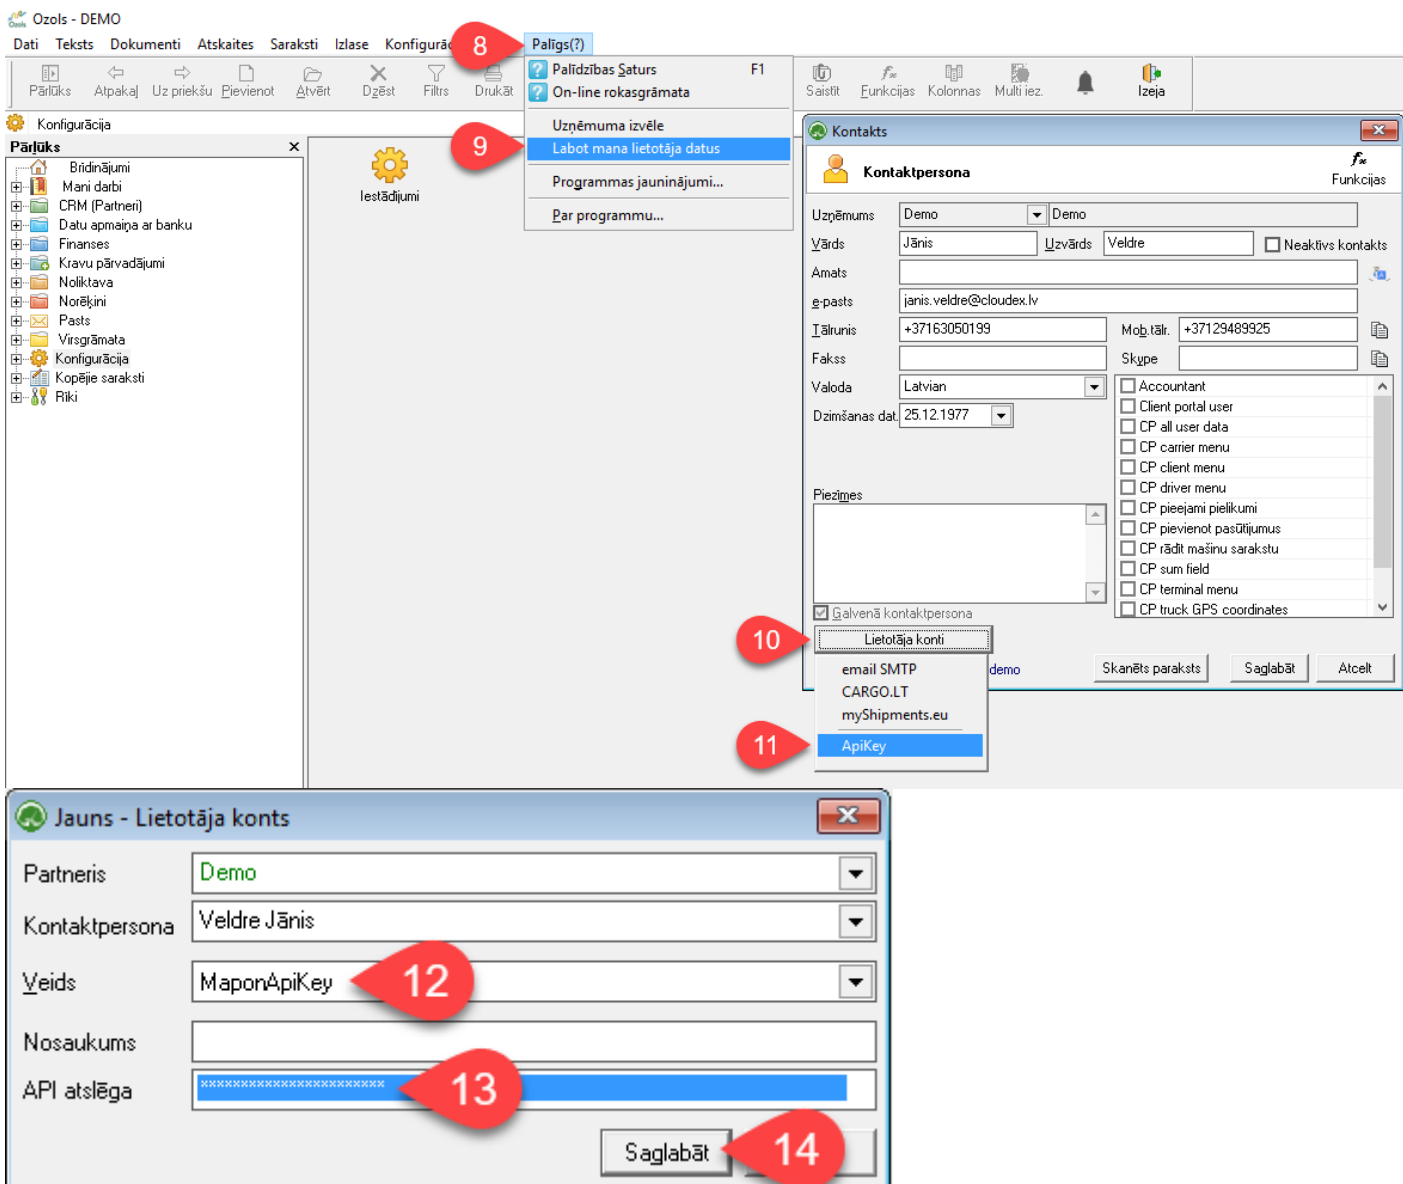 Ozols - DEMO
Dati Teksts Dokumenti Atskaites Saraksti Izlase 8 Palīgs(?)
Pārlūks Atpakaļ Uz priekšu Pievienot Atvērt Dzēst Filtrs Drukāt Saistīt Funkcijas Kolonnas Multi iez. Izeja
Palīdzības Saturs F1
On-line rokasgrāmata
Uzņēmuma izvēle
9 Labot mana lietotāja datus
Programmas jauninājumi...
Par programmu...
Konfigurācija
Pārlūks
Brīdinājumi
Mani darbi
CRM (Partneri)
Datu apmaiņa ar banku
Finanses
Kravu pārvadājumi
Noliktava
Norēķini
Pasts
Virsgrāmata
Konfigurācija
Kopējie saraksti
Rīki
Iestādījumi
Kontakts
Kontaktpersona
Funkcijas
Uzņēmums Demo Demo
Vārds Jānis Uzvārds Veldre Neaktīvs kontakts
Amats
e-pasts janis.veldre@cloudex.lv
Tālrunis +37163050199 Mob.tālr. +37129489925
Fakss Skype
Valoda Latvian
Dzimšanas dat. 25.12.1977
Accountant
Client portal user
CP all user data
CP carrier menu
CP client menu
CP driver menu
CP pieejami pielikumi
CP pievienot pasūtījumus
CP rādīt mašīnu sarakstu
CP sum field
CP terminal menu
CP truck GPS coordinates
Piezīmes
Galvenā kontaktpersona
10 Lietotāja konti
demo Skanēts paraksts Saglabāt Atcelt
email SMTP
CARGO.LT
myShipments.eu
11 ApiKey
Jauns - Lietotāja konts
Partneris Demo
Kontaktpersona Veldre Jānis
Veids MaponApiKey 12
Nosaukums
API atslēga *********************** 13
Saglabāt 14